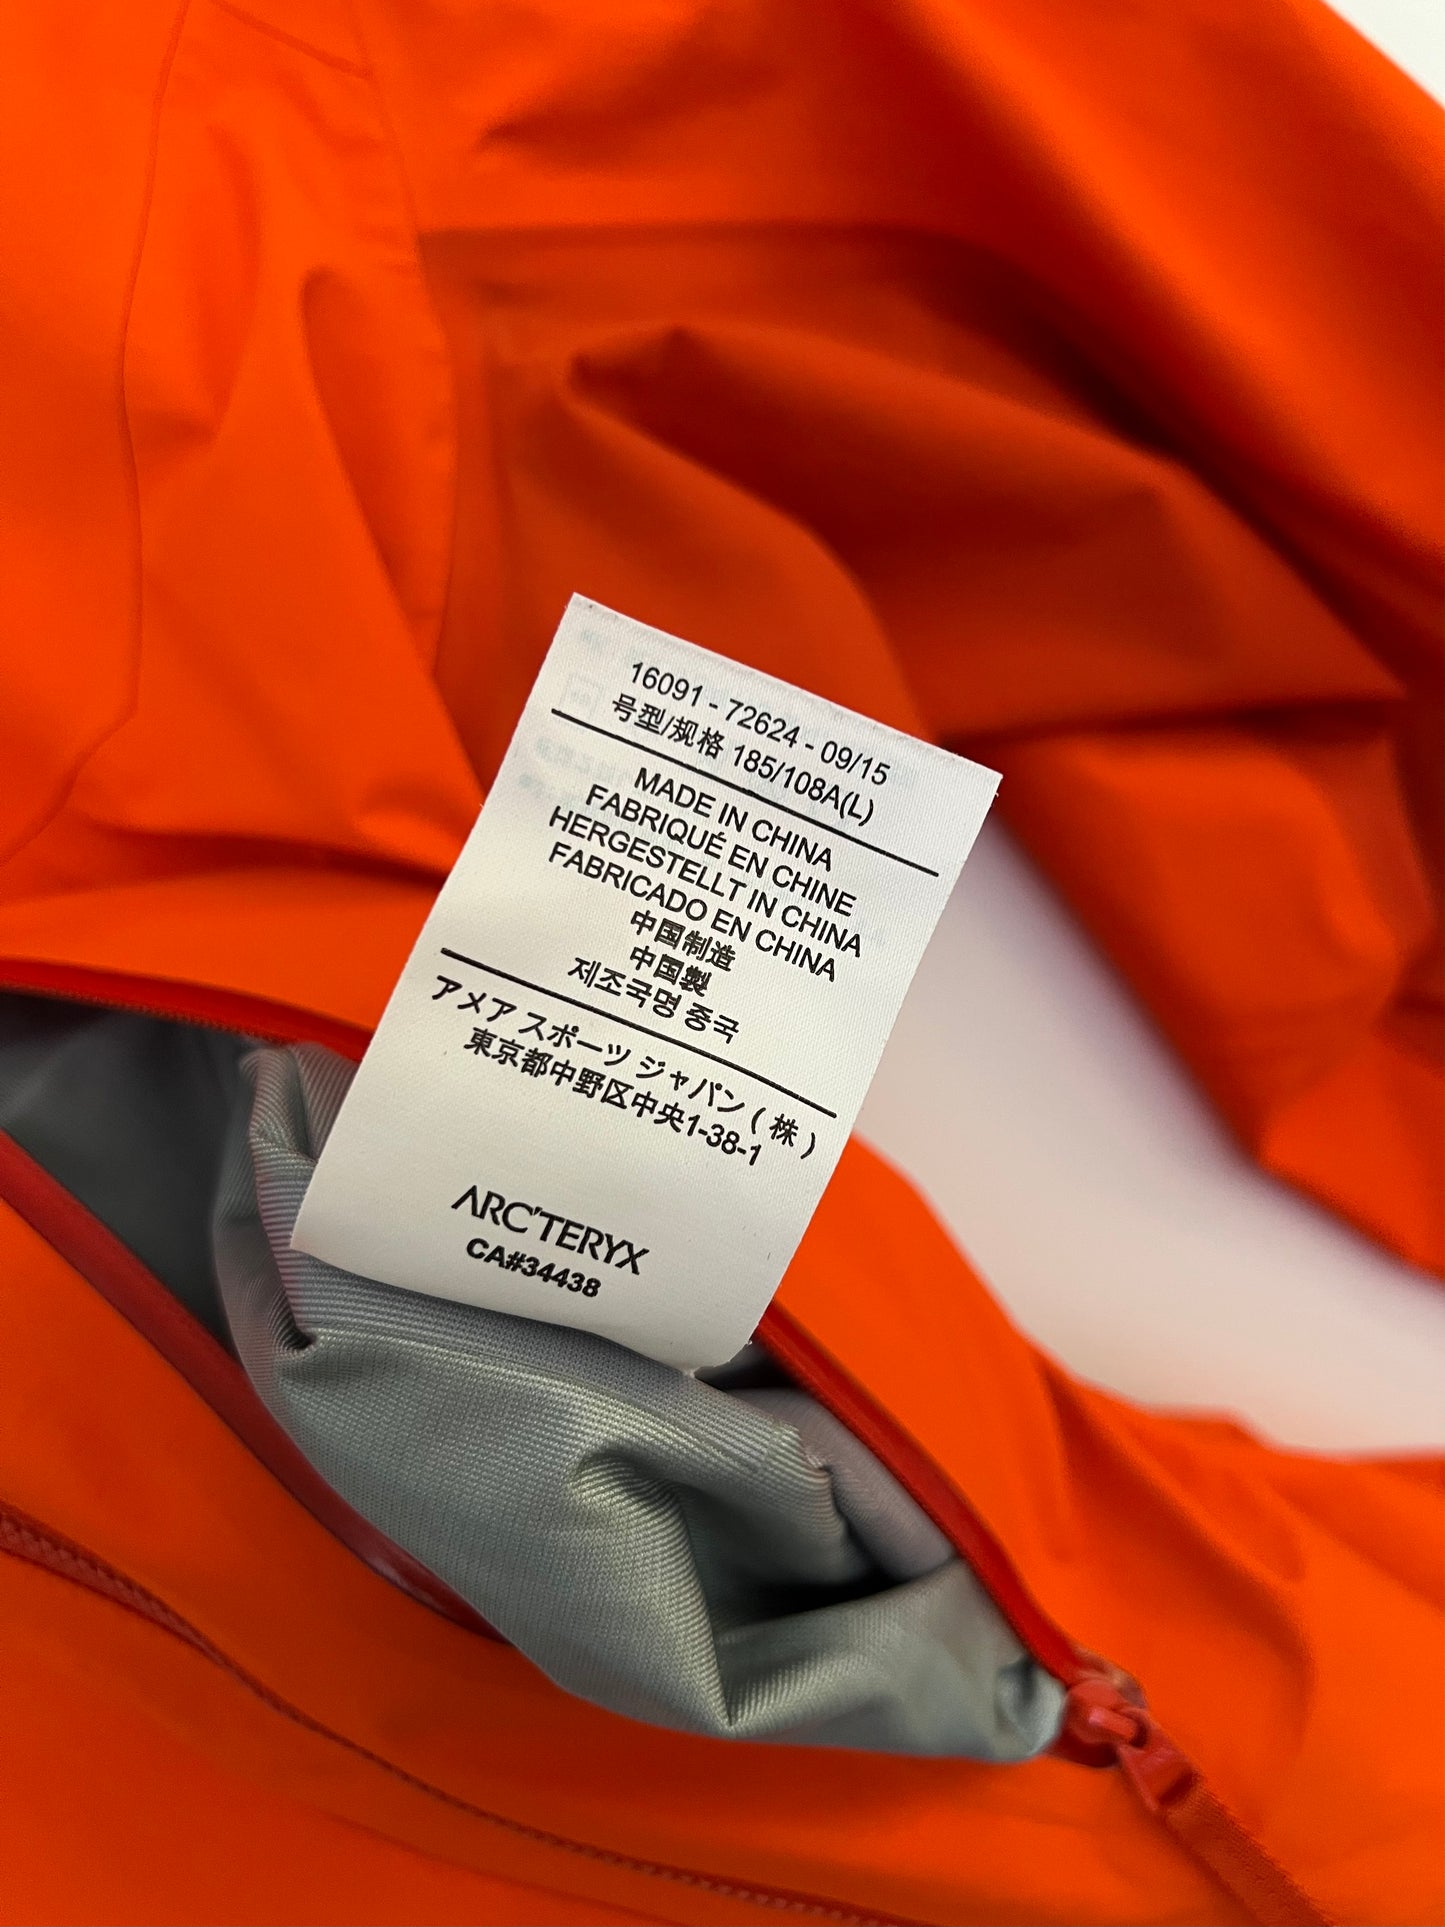 16091 - 72624 - 09/15
号型/规格 185/108A(L)
MADE IN CHINA
FABRIQUÉ EN CHINE
HERGESTELLT IN CHINA
FABRICADO EN CHINA
中国制造
中国製
제조국명 중국
アメア スポーツ ジャパン ( 株 )
東京都中野区中央1-38-1
ARC'TERYX
CA#34438